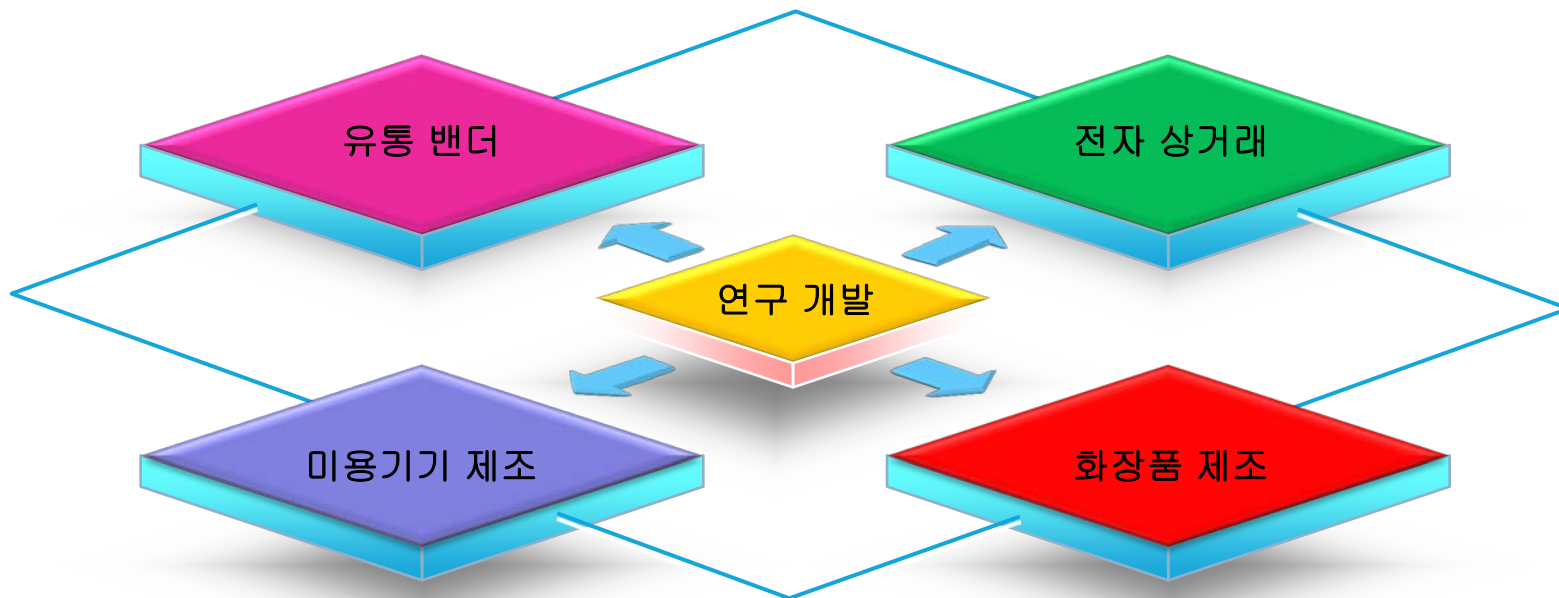 유통 밴더
전자 상거래
연구 개발
미용기기 제조
화장품 제조